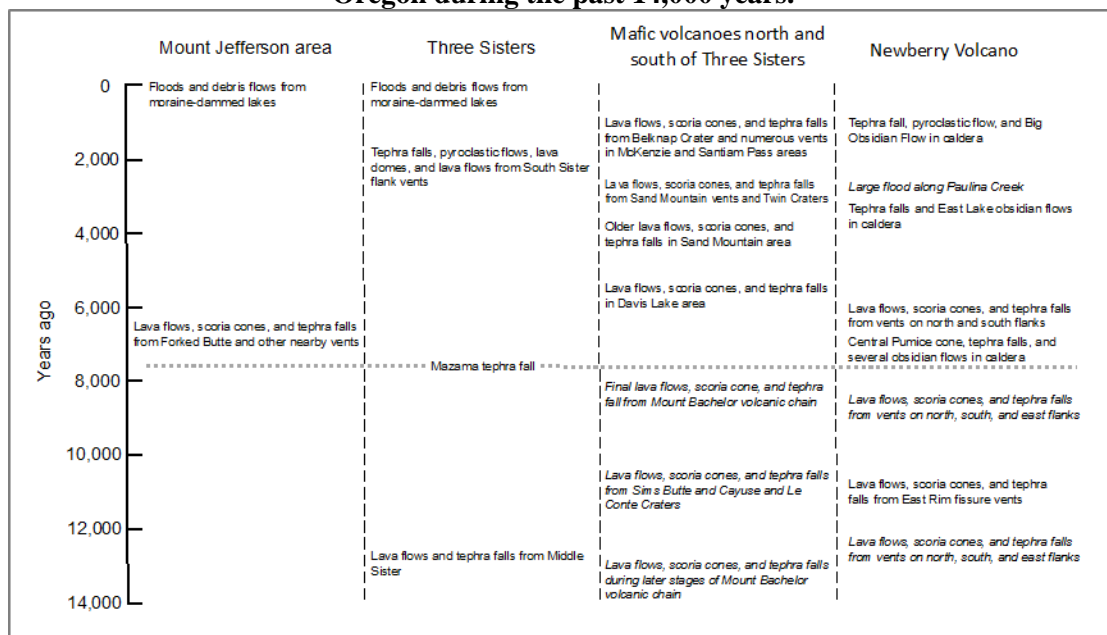 Oregon during the past 14,000 years.
Mount Jefferson area
Three Sisters
Mafic volcanoes north and
south of Three Sisters
Newberry Volcano
Years ago
0
2,000
4,000
6,000
8,000
10,000
12,000
14,000
Floods and debris flows from
moraine-dammed lakes
Lava flows, scoria cones, and tephra falls
from Forked Butte and other nearby vents
Floods and debris flows from
moraine-dammed lakes
Tephra falls, pyroclastic flows, lava
domes, and lava flows from South Sister
flank vents
Mazama tephra fall
Lava flows and tephra falls from Middle
Sister
Lava flows, scoria cones, and tephra falls
from Belknap Crater and numerous vents
in McKenzie and Santiam Pass areas
Lava flows, scoria cones, and tephra falls
from Sand Mountain vents and Twin Craters
Older lava flows, scoria cones, and
tephra falls in Sand Mountain area
Lava flows, scoria cones, and tephra falls
in Davis Lake area
Final lava flows, scoria cone, and tephra
fall from Mount Bachelor volcanic chain
Lava flows, scoria cones, and tephra falls
from Sims Butte and Cayuse and Le
Conte Craters
Lava flows, scoria cones, and tephra falls
during later stages of Mount Bachelor
volcanic chain
Tephra fall, pyroclastic flow, and Big
Obsidian Flow in caldera
Large flood along Paulina Creek
Tephra falls and East Lake obsidian flows
in caldera
Lava flows, scoria cones, and tephra falls
from vents on north and south flanks
Central Pumice cone, tephra falls, and
several obsidian flows in caldera
Lava flows, scoria cones, and tephra falls
from vents on north, south, and east flanks
Lava flows, scoria cones, and tephra
falls from East Rim fissure vents
Lava flows, scoria cones, and tephra falls
from vents on north, south, and east flanks